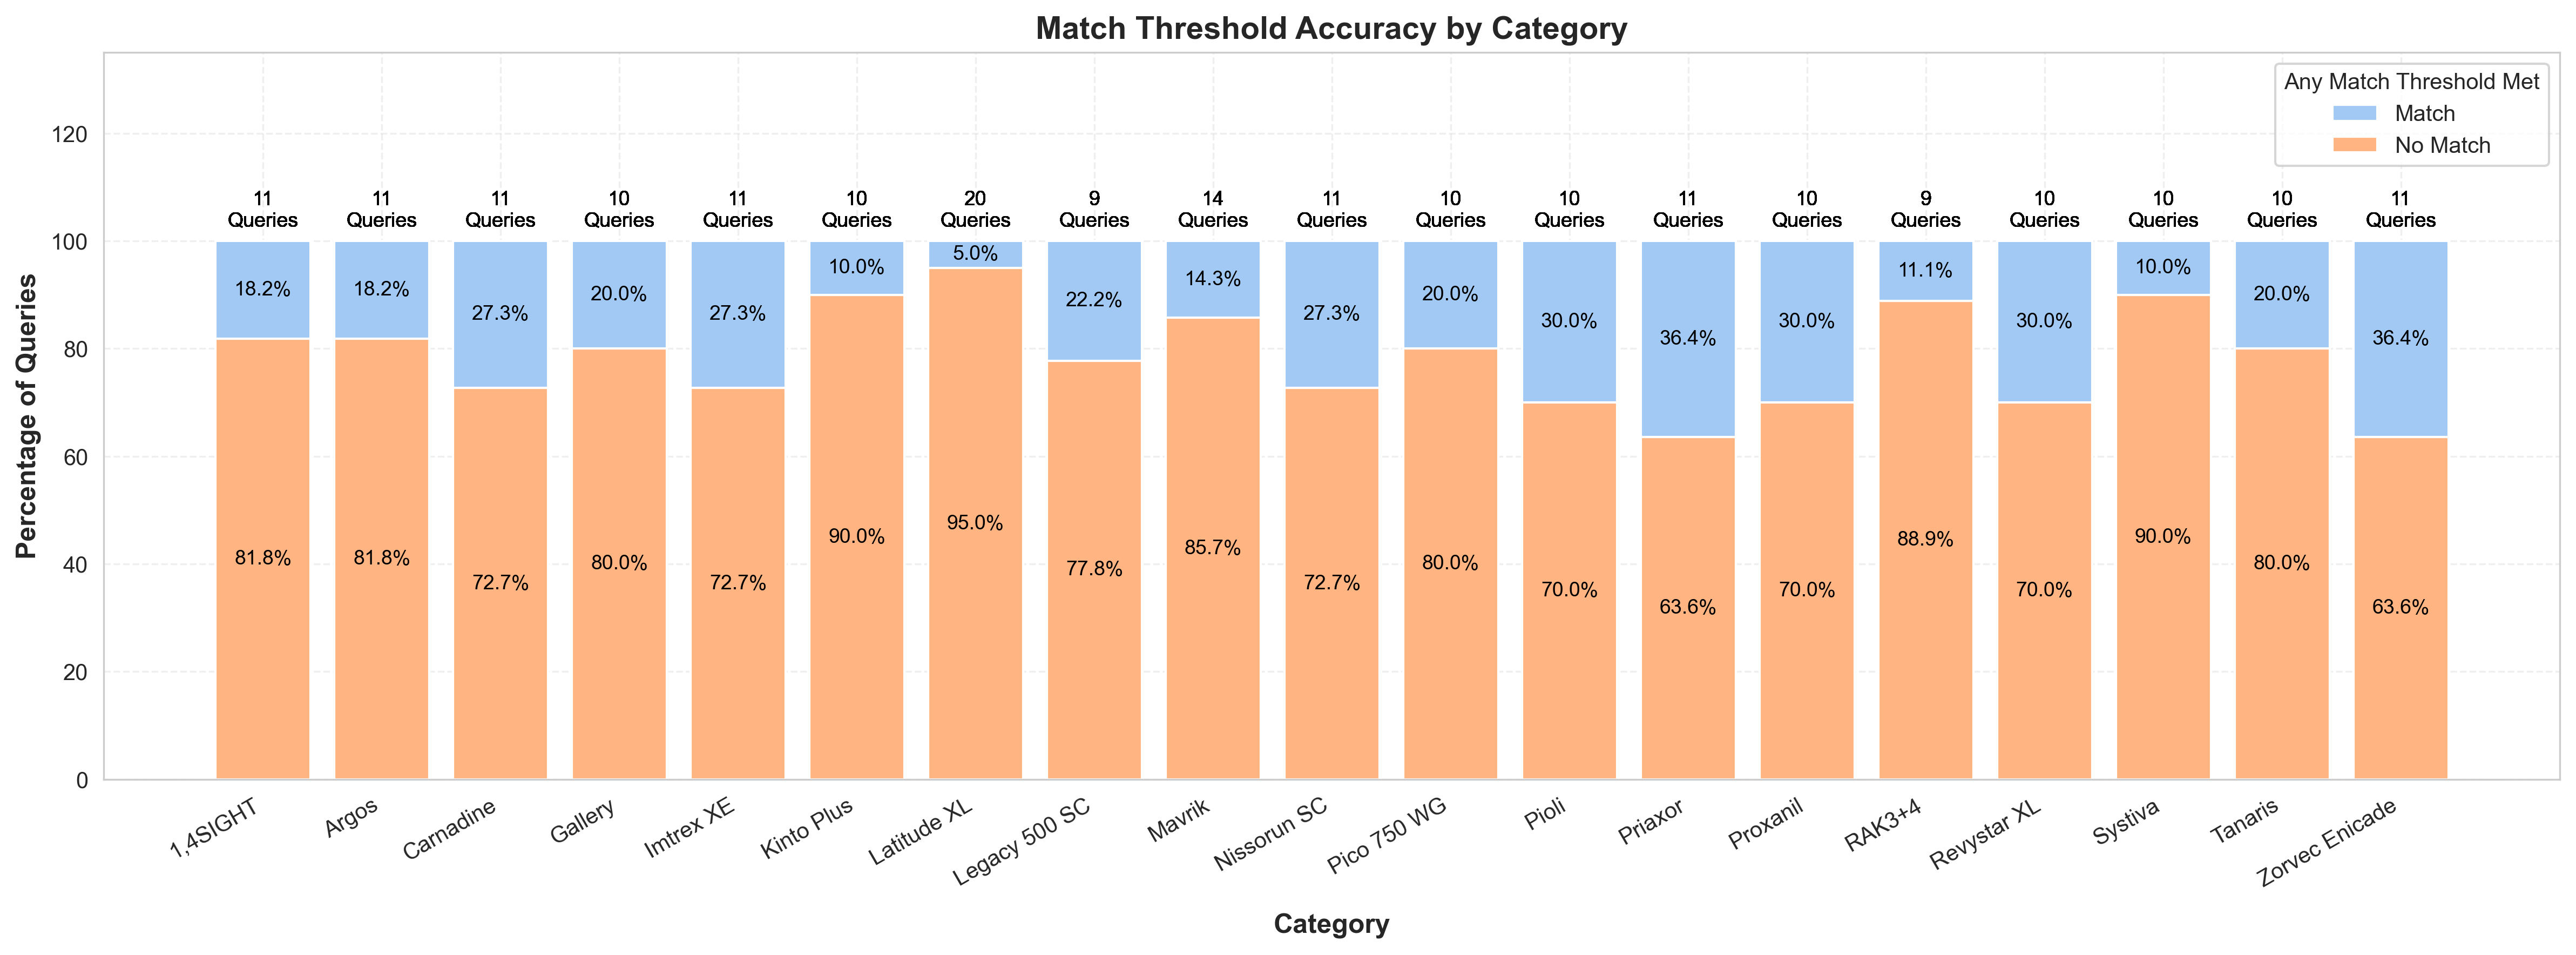 Match Threshold Accuracy by Category
Any Match Threshold Met
Match
No Match
Percentage of Queries
120
100
80
60
40
20
0
11
Queries
11
Queries
11
Queries
10
Queries
11
Queries
10
Queries
20
Queries
9
Queries
14
Queries
11
Queries
10
Queries
10
Queries
11
Queries
10
Queries
9
Queries
10
Queries
10
Queries
10
Queries
11
Queries
18.2%
18.2%
27.3%
20.0%
27.3%
10.0%
5.0%
22.2%
14.3%
27.3%
20.0%
30.0%
36.4%
30.0%
11.1%
30.0%
10.0%
20.0%
36.4%
81.8%
81.8%
72.7%
80.0%
72.7%
90.0%
95.0%
77.8%
85.7%
72.7%
80.0%
70.0%
63.6%
70.0%
88.9%
70.0%
90.0%
80.0%
63.6%
1,4SIGHT
Argos
Carnadine
Gallery
Imtrex XE
Kinto Plus
Latitude XL
Legacy 500 SC
Mavrik
Nissorun SC
Pico 750 WG
Pioli
Priaxor
Proxanil
RAK3+4
Revystar XL
Systiva
Tanaris
Zorvec Enicade
Category